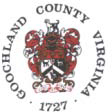 GOOCHLAND COUNTY VIRGINIA
· 1727 ·